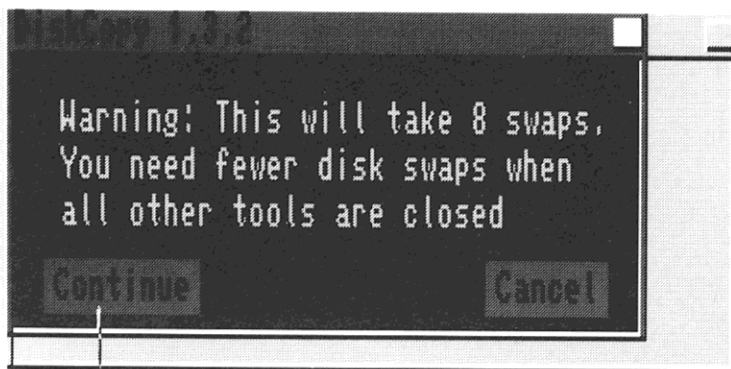 DiskCopy 1.3.2
Warning: This will take 8 swaps.
You need fewer disk swaps when
all other tools are closed
Continue
Cancel